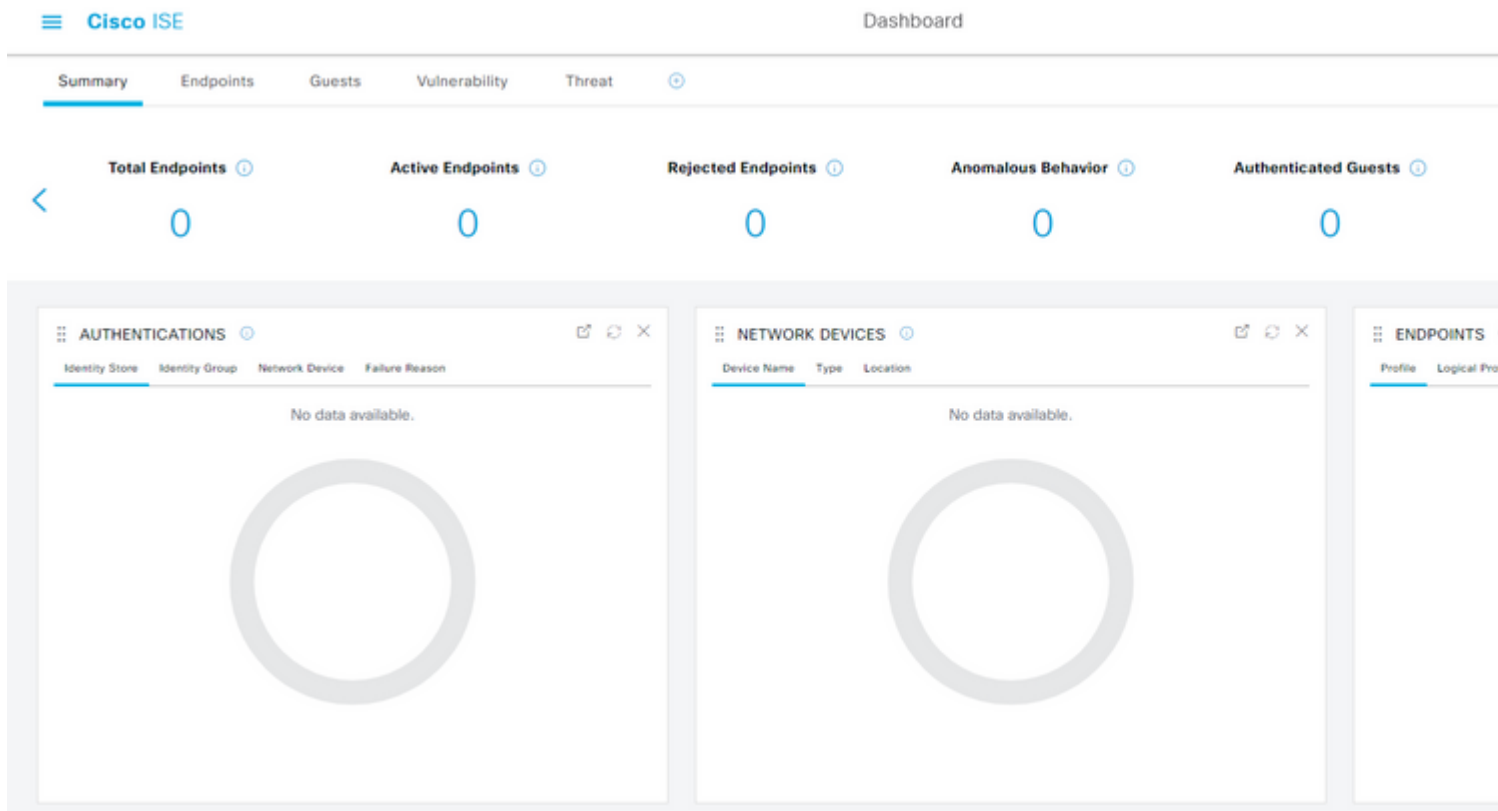 Cisco ISE
Dashboard
Summary Endpoints Guests Vulnerability Threat
Total Endpoints Active Endpoints Rejected Endpoints Anomalous Behavior Authenticated Guests
0 0 0 0 0
AUTHENTICATIONS
Identity Store Identity Group Network Device Failure Reason
No data available.
NETWORK DEVICES
Device Name Type Location
No data available.
ENDPOINTS
Profile Logical Pro